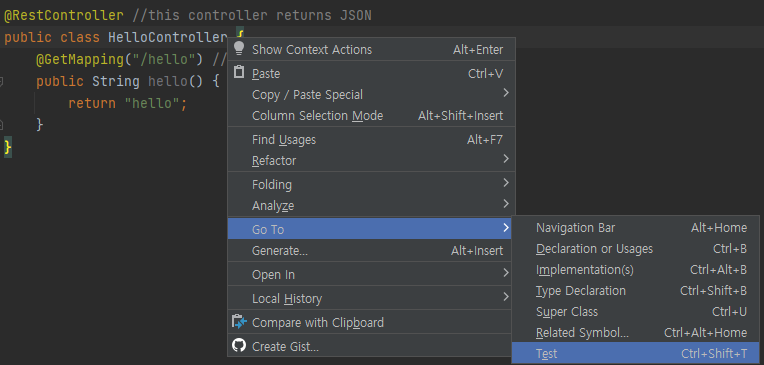 @RestController //this controller returns JSON
public class HelloController {
@GetMapping("/hello") //
public String hello() {
return "hello";
}
}
Show Context Actions Alt+Enter
Paste Ctrl+V
Copy / Paste Special
Column Selection Mode Alt+Shift+Insert
Find Usages Alt+F7
Refactor
Folding
Analyze
Go To
Generate... Alt+Insert
Open In
Local History
Compare with Clipboard
Create Gist...
Navigation Bar Alt+Home
Declaration or Usages Ctrl+B
Implementation(s) Ctrl+Alt+B
Type Declaration Ctrl+Shift+B
Super Class Ctrl+U
Related Symbol... Ctrl+Alt+Home
Test Ctrl+Shift+T